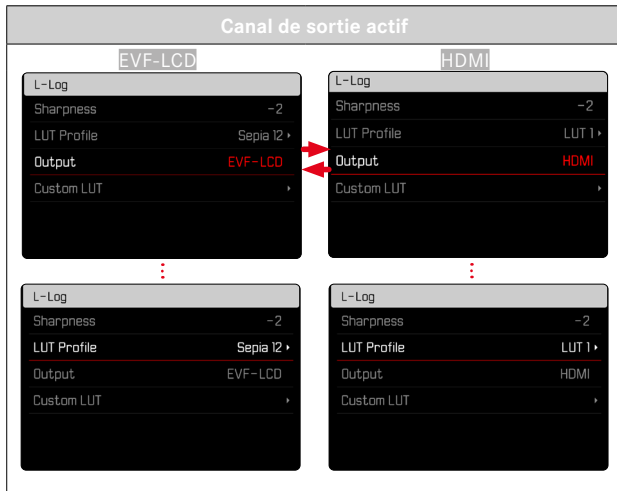 Canal de sortie actif
EVF-LCD
L-Log
Sharpness -2
LUT Profile Sepia 12
Output EVF-LCD
Custom LUT
HDMI
L-Log
Sharpness -2
LUT Profile LUT 1
Output HDMI
Custom LUT
L-Log
Sharpness -2
LUT Profile Sepia 12
Output EVF-LCD
Custom LUT
L-Log
Sharpness -2
LUT Profile LUT 1
Output HDMI
Custom LUT